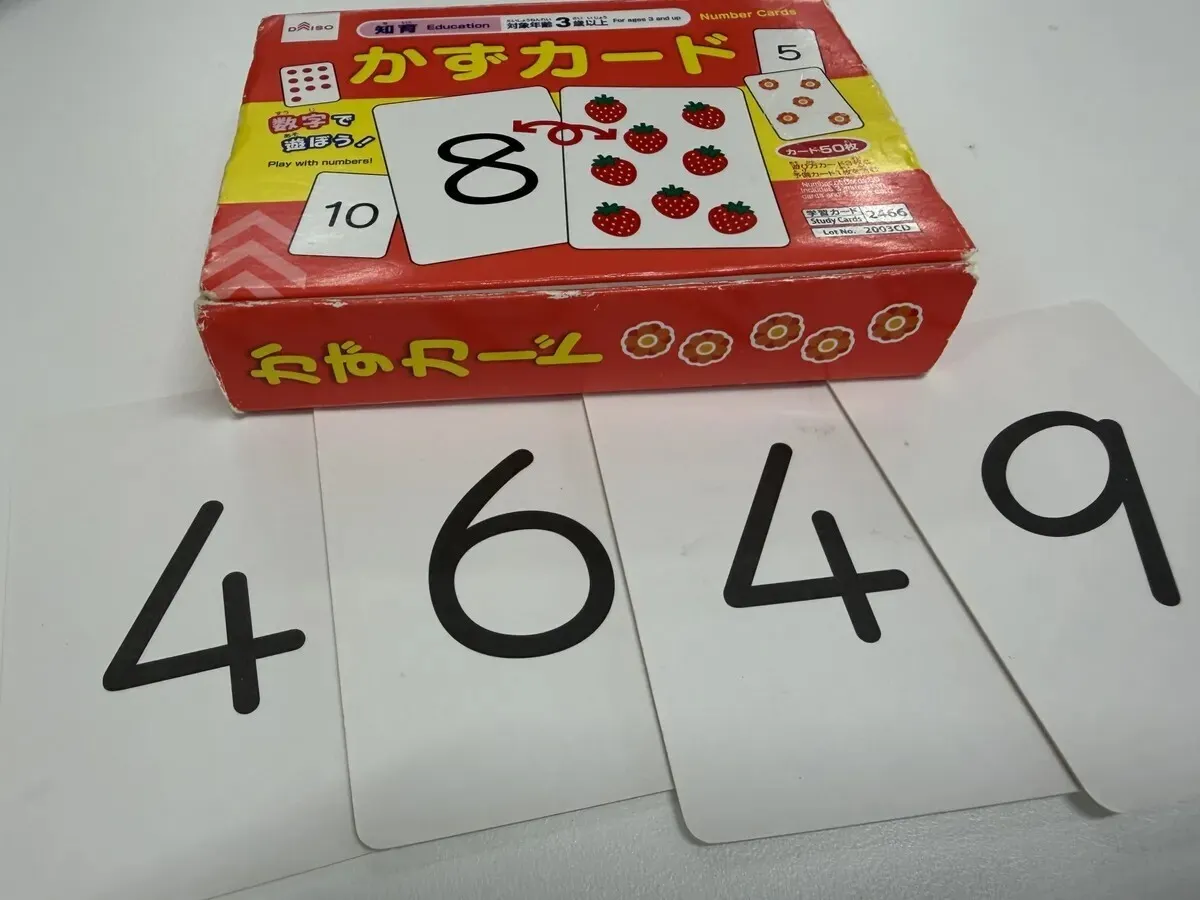 DAISO
知育 Education 対象年齢3歳以上 For ages 3 and up
Number Cards
かずカード
5
数字で
遊ぼう!
Play with numbers!
8
10
カード50枚
学習カード
Study Cards
2466
Lot No. 2003CD
かずカード
4 6 4 9